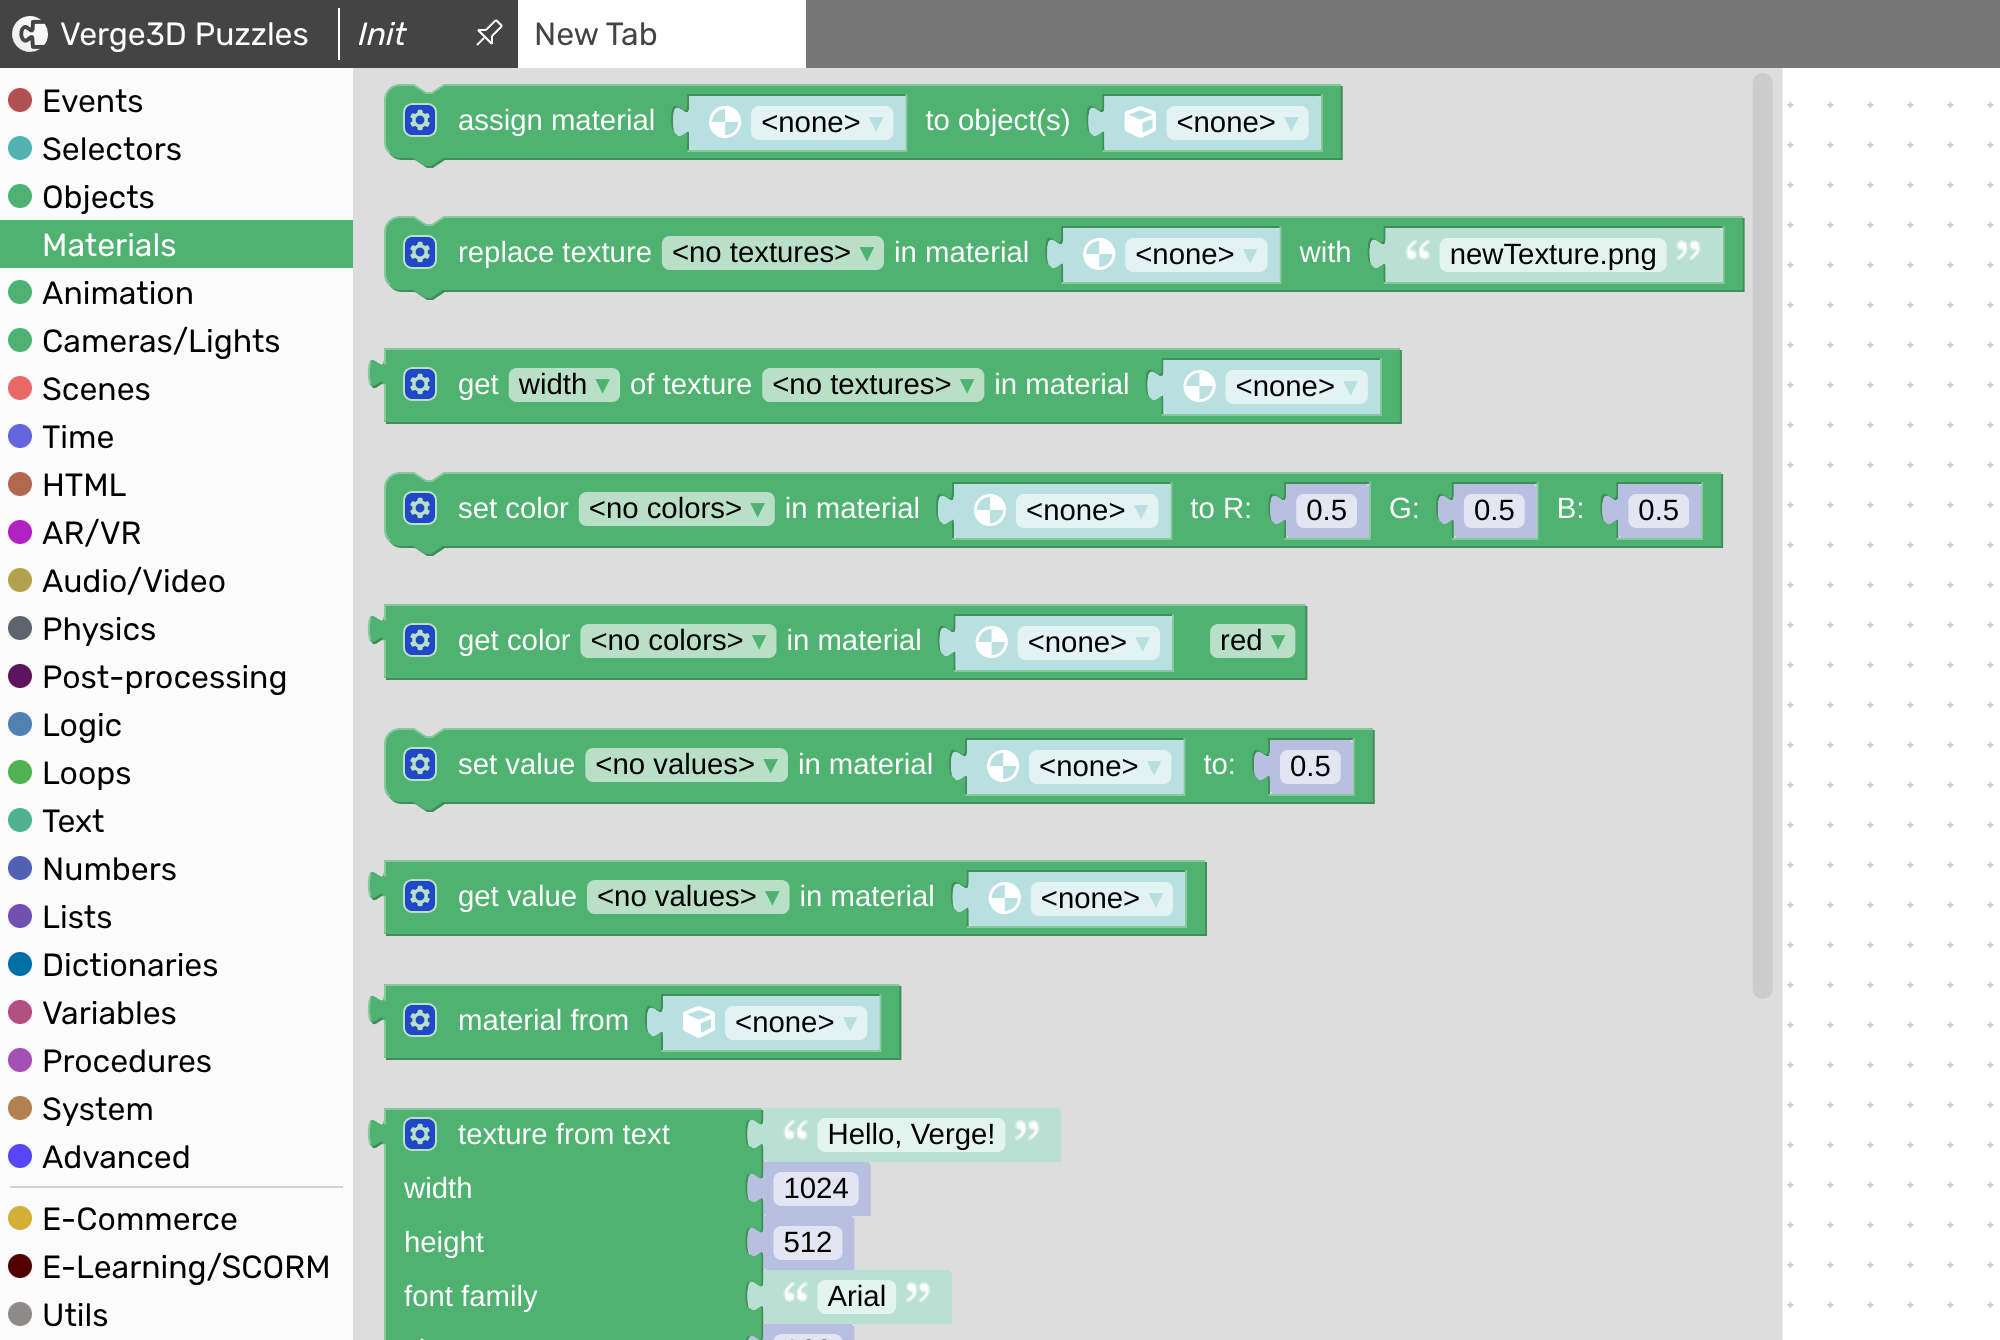 Verge3D Puzzles
Init
New Tab
Events
Selectors
Objects
Materials
Animation
Cameras/Lights
Scenes
Time
HTML
AR/VR
Audio/Video
Physics
Post-processing
Logic
Loops
Text
Numbers
Lists
Dictionaries
Variables
Procedures
System
Advanced
E-Commerce
E-Learning/SCORM
Utils
assign material <none> to object(s) <none>
replace texture <no textures> in material <none> with “ newTexture.png ”
get width of texture <no textures> in material <none>
set color <no colors> in material <none> to R: 0.5 G: 0.5 B: 0.5
get color <no colors> in material <none> red
set value <no values> in material <none> to: 0.5
get value <no values> in material <none>
material from <none>
texture from text “ Hello, Verge! ”
width 1024
height 512
font family “ Arial ”